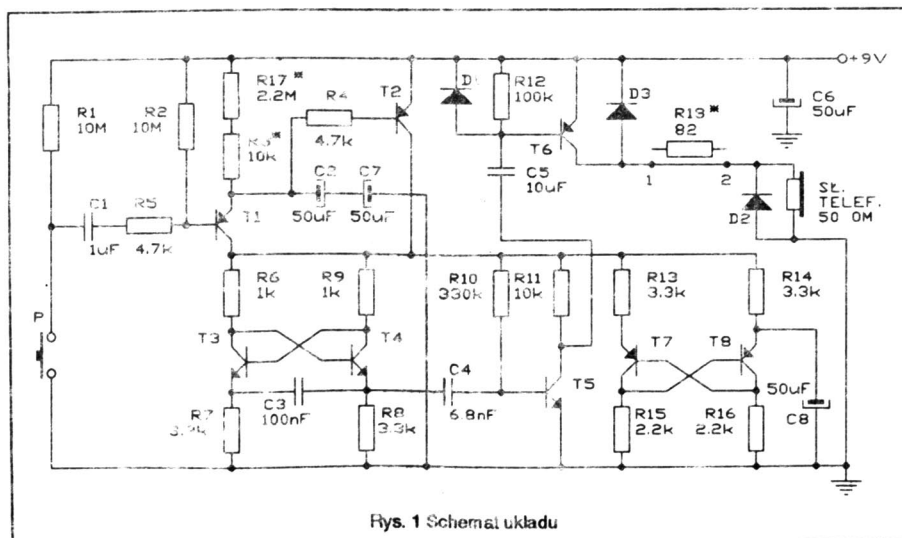 +9V
R1
10M
R2
10M
R17*
2.2M
10k
R4
4.7k
T2
R12
100k
D3
R19*
82
C6
50uF
T6
C5
10uF
1
2
D2
SŁ.
TELEF.
50 OM
C1
1uF
R5
4.7k
T1
C2
50uF
C7
50uF
P
R6
1k
R9
1k
R10
330k
R11
10k
R13
3.3k
R14
3.3k
T3
T4
C4
6.8nF
T5
T7
T8
50uF
C8
R7
C3
100nF
R8
3.3k
R15
2.2k
R16
2.2k
Rys. 1 Schemat układu